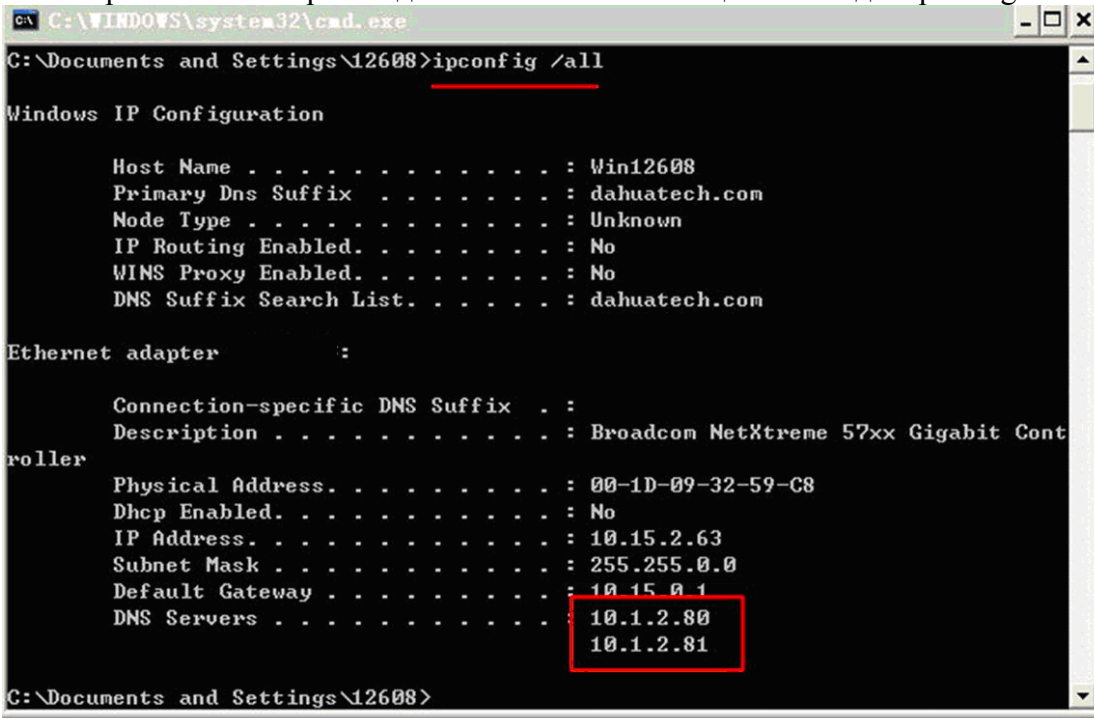 C:\WINDOWS\system32\cmd.exe
C:\Documents and Settings\12608>ipconfig /all
Windows IP Configuration
Host Name . . . . . . . . . . . . : Win12608
Primary Dns Suffix . . . . . . . : dahuatech.com
Node Type . . . . . . . . . . . . : Unknown
IP Routing Enabled. . . . . . . . : No
WINS Proxy Enabled. . . . . . . . : No
DNS Suffix Search List. . . . . . : dahuatech.com
Ethernet adapter :
Connection-specific DNS Suffix . :
Description . . . . . . . . . . . : Broadcom NetXtreme 57xx Gigabit Cont
roller
Physical Address. . . . . . . . . : 00-1D-09-32-59-C8
Dhcp Enabled. . . . . . . . . . . : No
IP Address. . . . . . . . . . . . : 10.15.2.63
Subnet Mask . . . . . . . . . . . : 255.255.0.0
Default Gateway . . . . . . . . . : 10.15.0.1
DNS Servers . . . . . . . . . . . : 10.1.2.80
10.1.2.81
C:\Documents and Settings\12608>